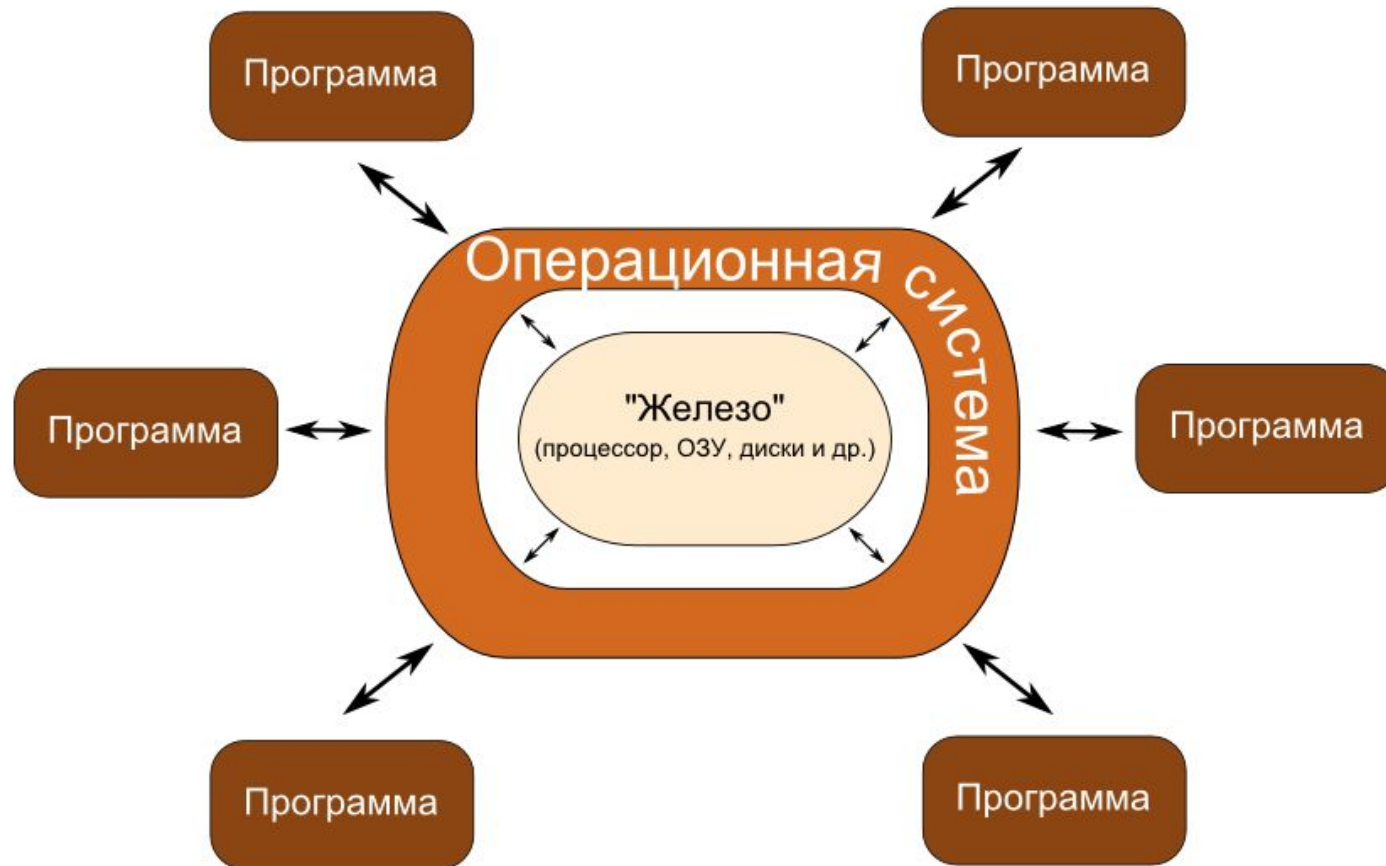 Программа
Программа
Операционная система
"Железо"
(процессор, ОЗУ, диски и др.)
Программа
Программа
Программа
Программа